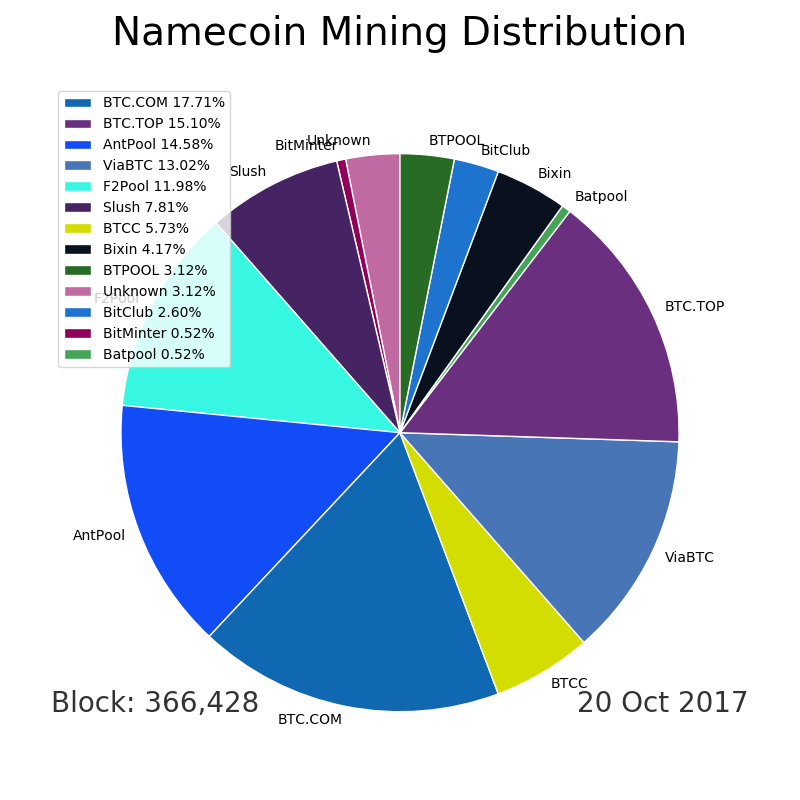 Namecoin Mining Distribution
BTC.COM 17.71%
BTC.TOP 15.10%
AntPool 14.58%
ViaBTC 13.02%
F2Pool 11.98%
Slush 7.81%
BTCC 5.73%
Bixin 4.17%
BTPOOL 3.12%
Unknown 3.12%
BitClub 2.60%
BitMinter 0.52%
Batpool 0.52%
BTPOOL
BitClub
Bixin
Batpool
BTC.TOP
ViaBTC
BTCC
BTC.COM
AntPool
F2Pool
Slush
BitMinter
Unknown
Block: 366,428
20 Oct 2017